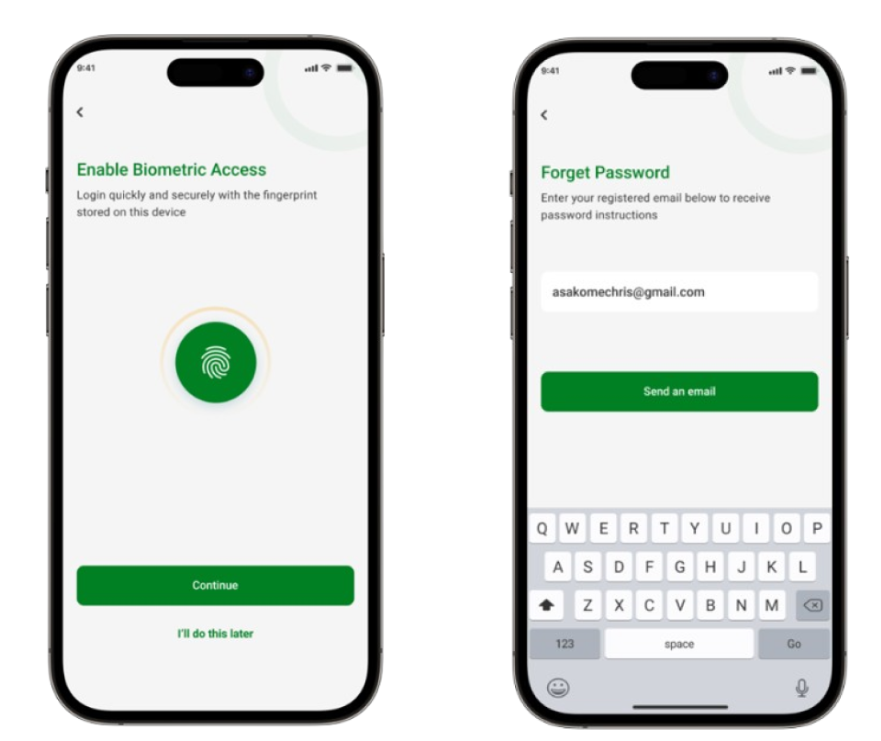 9:41
Enable Biometric Access
Login quickly and securely with the fingerprint
stored on this device
Continue
I'll do this later
9:41
Forget Password
Enter your registered email below to receive
password instructions
asakomechris@gmail.com
Send an email
Q W E R T Y U I O P
A S D F G H J K L
Z X C V B N M
123 space Go